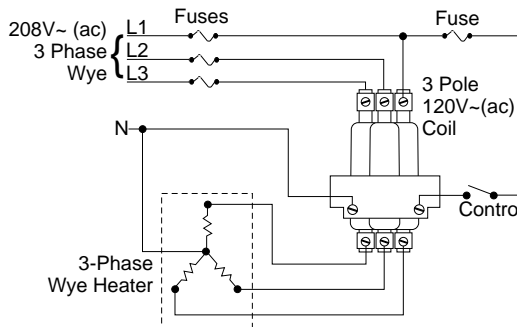 Fuses
Fuse
208V~ (ac)
3 Phase
Wye
L1
L2
L3
3 Pole
120V~(ac)
Coil
N
Contro
3-Phase
Wye Heater